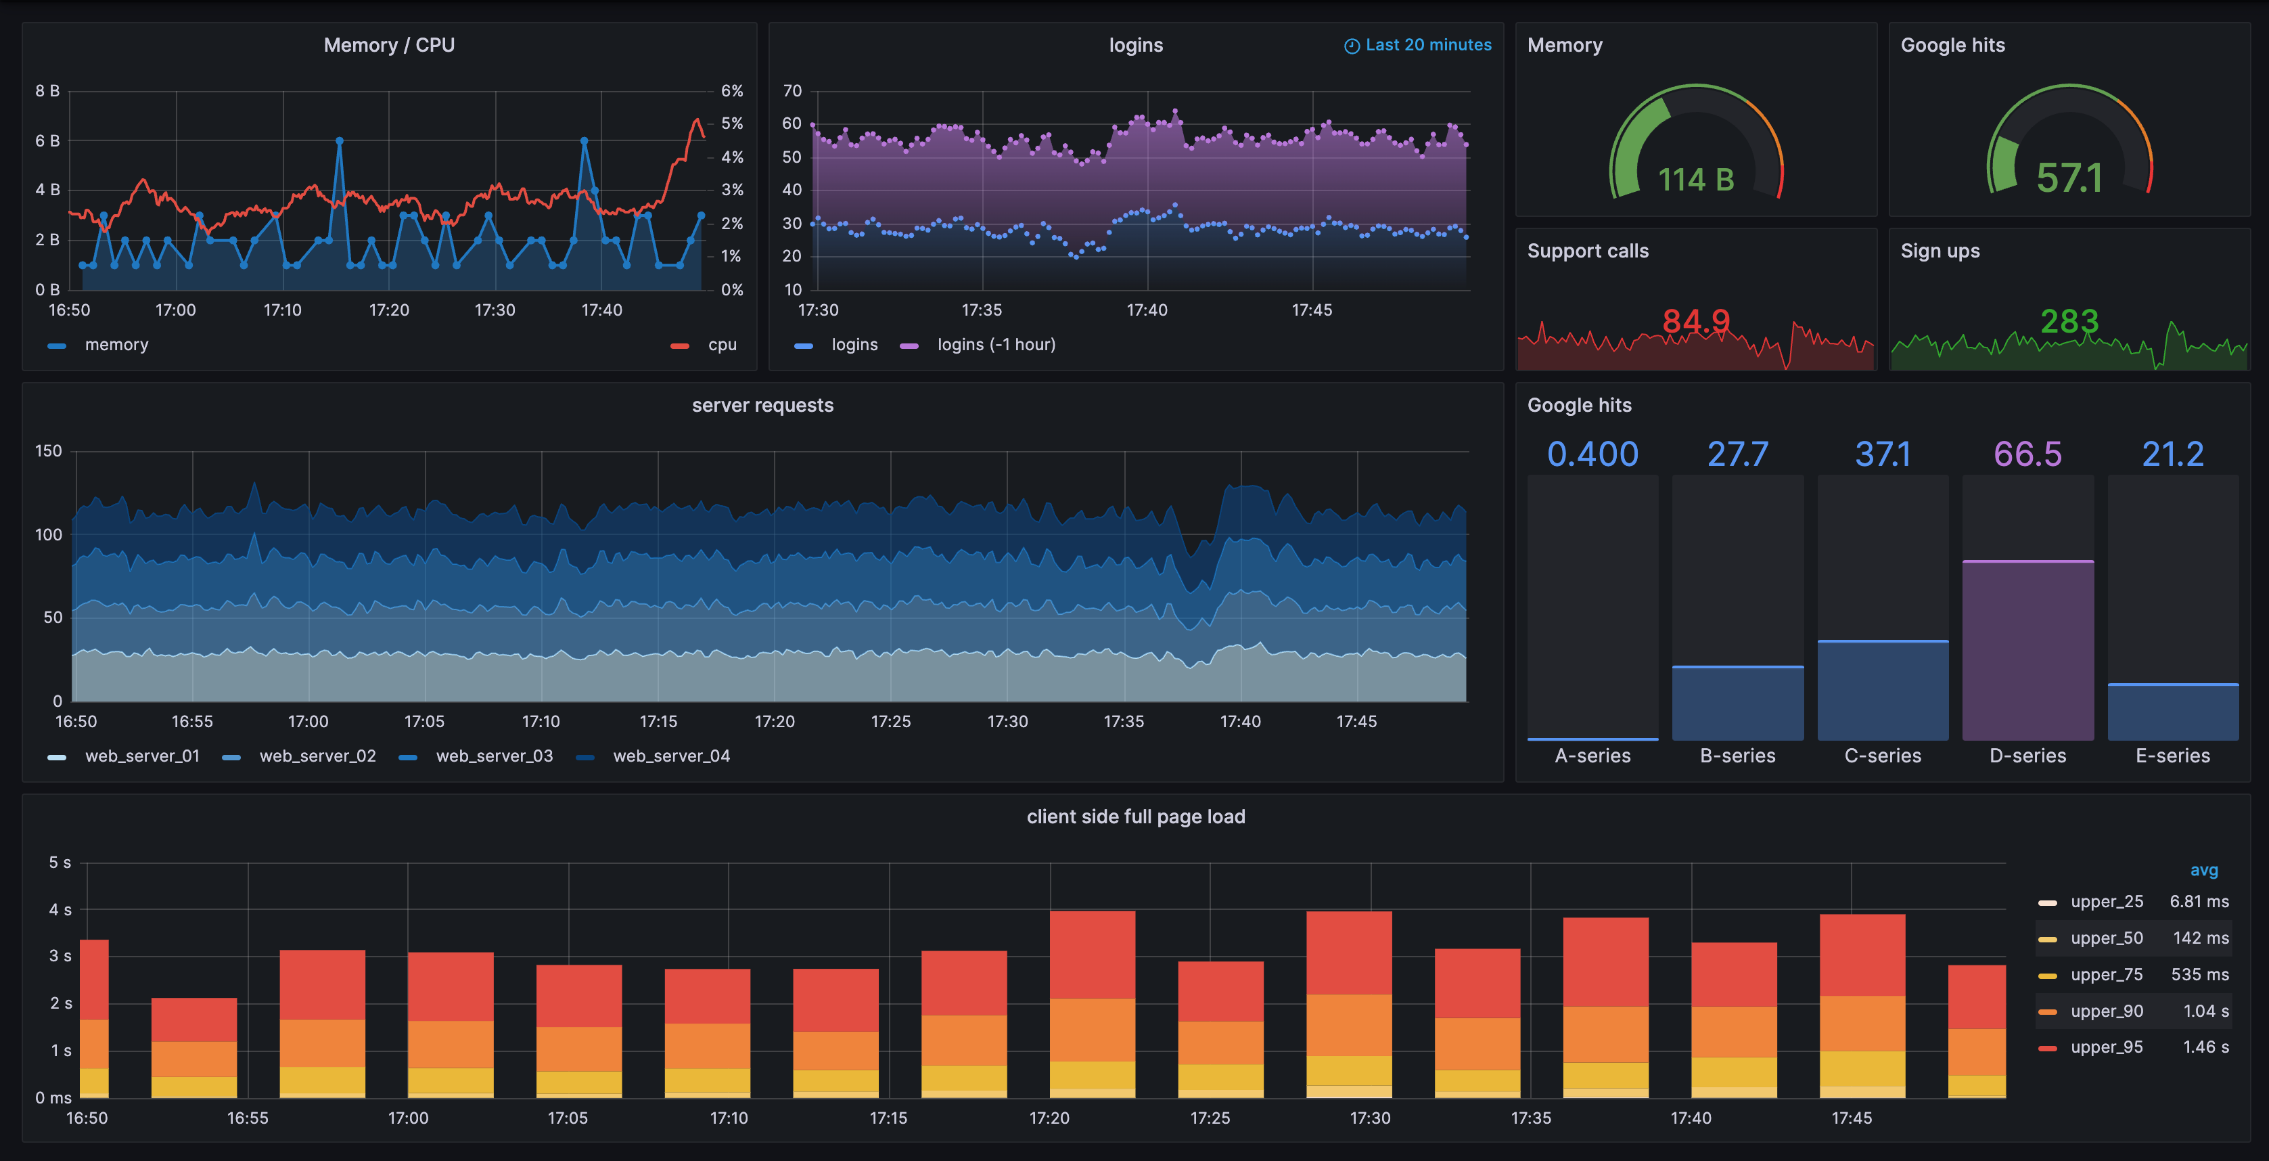 Memory / CPU
8 B
6 B
4 B
2 B
0 B
6%
5%
4%
3%
2%
1%
0%
16:50 17:00 17:10 17:20 17:30 17:40
memory cpu
logins
Last 20 minutes
70
60
50
40
30
20
10
17:30 17:35 17:40 17:45
logins logins (-1 hour)
Memory
114 B
Google hits
57.1
Support calls
84.9
Sign ups
283
server requests
150
100
50
0
16:50 16:55 17:00 17:05 17:10 17:15 17:20 17:25 17:30 17:35 17:40 17:45
web_server_01 web_server_02 web_server_03 web_server_04
Google hits
0.400 27.7 37.1 66.5 21.2
A-series B-series C-series D-series E-series
client side full page load
5 s
4 s
3 s
2 s
1 s
0 ms
16:50 16:55 17:00 17:05 17:10 17:15 17:20 17:25 17:30 17:35 17:40 17:45
avg
upper_25 6.81 ms
upper_50 142 ms
upper_75 535 ms
upper_90 1.04 s
upper_95 1.46 s